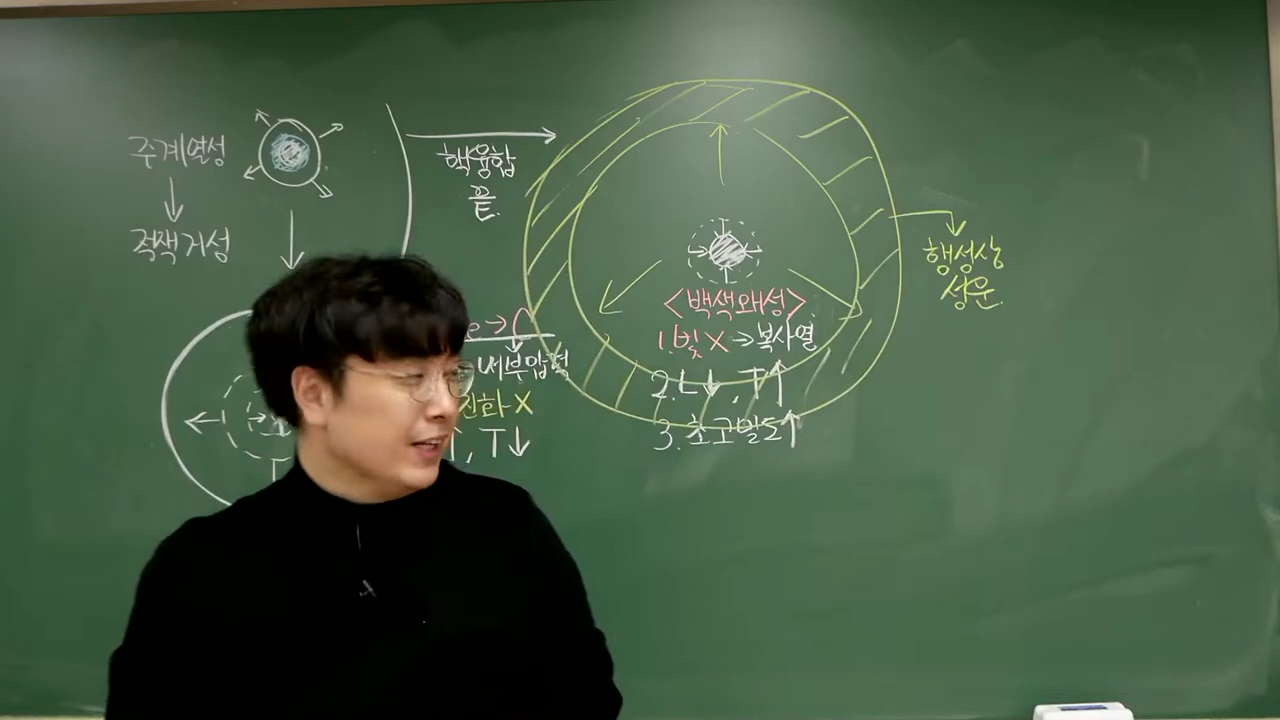 주계열성
적색거성
핵융합
끝.
e →
내부압력
진화 X
, T↓
<백색왜성>
1. 빛 X → 복사열
2. L↓, T↑
3. 초고밀도↑
행성상
성운.